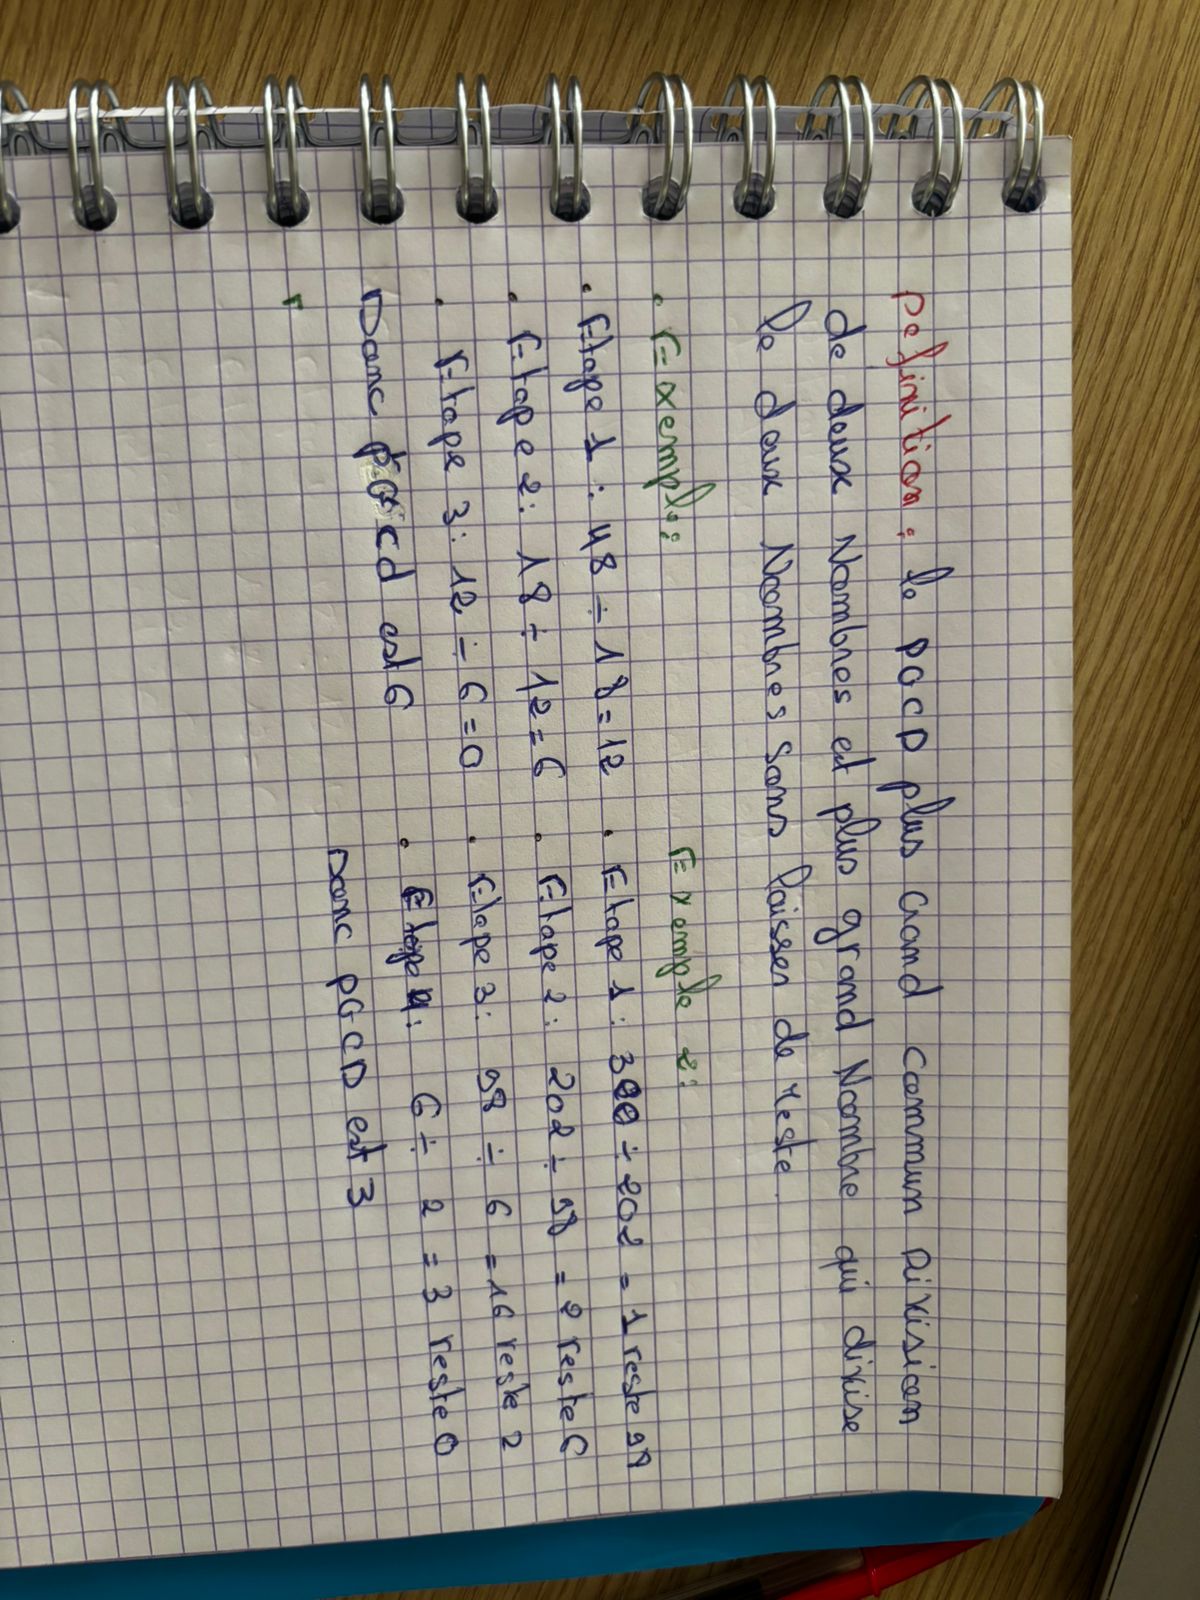 Definition : le PGCD plus Grand Commun Division
de deux Nombres et plus grand Nombre qui divise
le deux Nombres sans laisser de reste
. Exemple:
. Etape 1 : 48 ÷ 18 = 12
. Etape 2: 18 ÷ 12 = 6
. Etape 3: 12 ÷ 6 = 0
Donc pGcd est 6
Exemple 2:
. Etape 1 : 300 ÷ 202 = 1 reste 98
. Etape 2: 202 ÷ 98 = 2 reste 6
. Etape 3: 98 ÷ 6 = 16 reste 2
. Etape 4: 6 ÷ 2 = 3 reste 0
Donc pGCD est 3